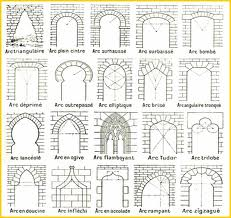 Arc triangulaire Arc plein cintre Arc surhaussé Arc surbaissé Arc bombé
Arc déprimé Arc outrepassé Arc elliptique Arc brisé Arc angulaire tronqué
Arc lancéolé Arc en ogive Arc flamboyant Arc Tudor Arc trilobé
Arc en doucine Arc infléchi Arc en accolade Arc rampant Arc zigzagué